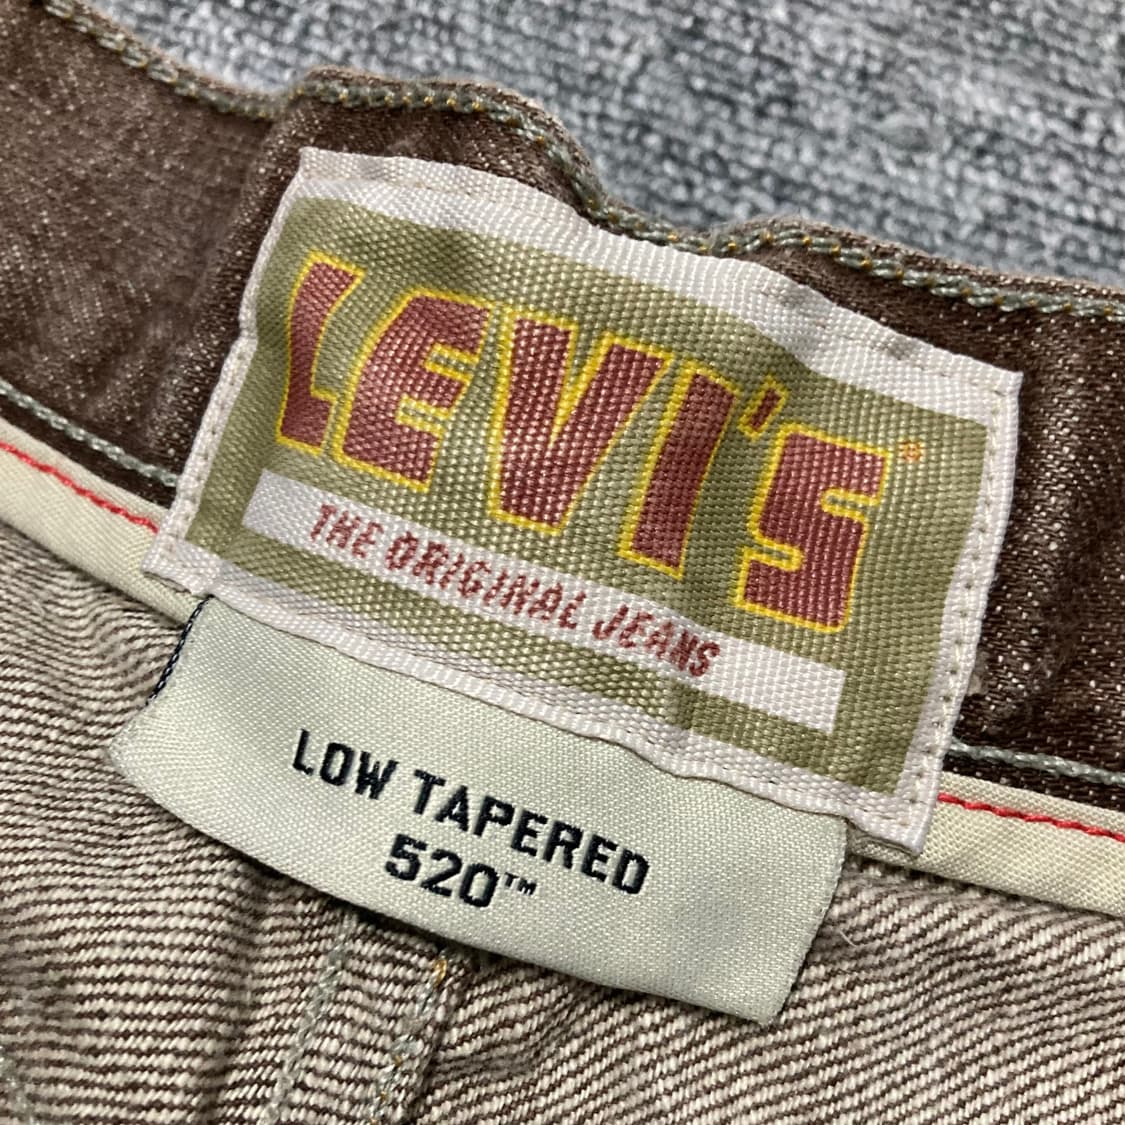 LEVI'S®
THE ORIGINAL JEANS
LOW TAPERED
520™